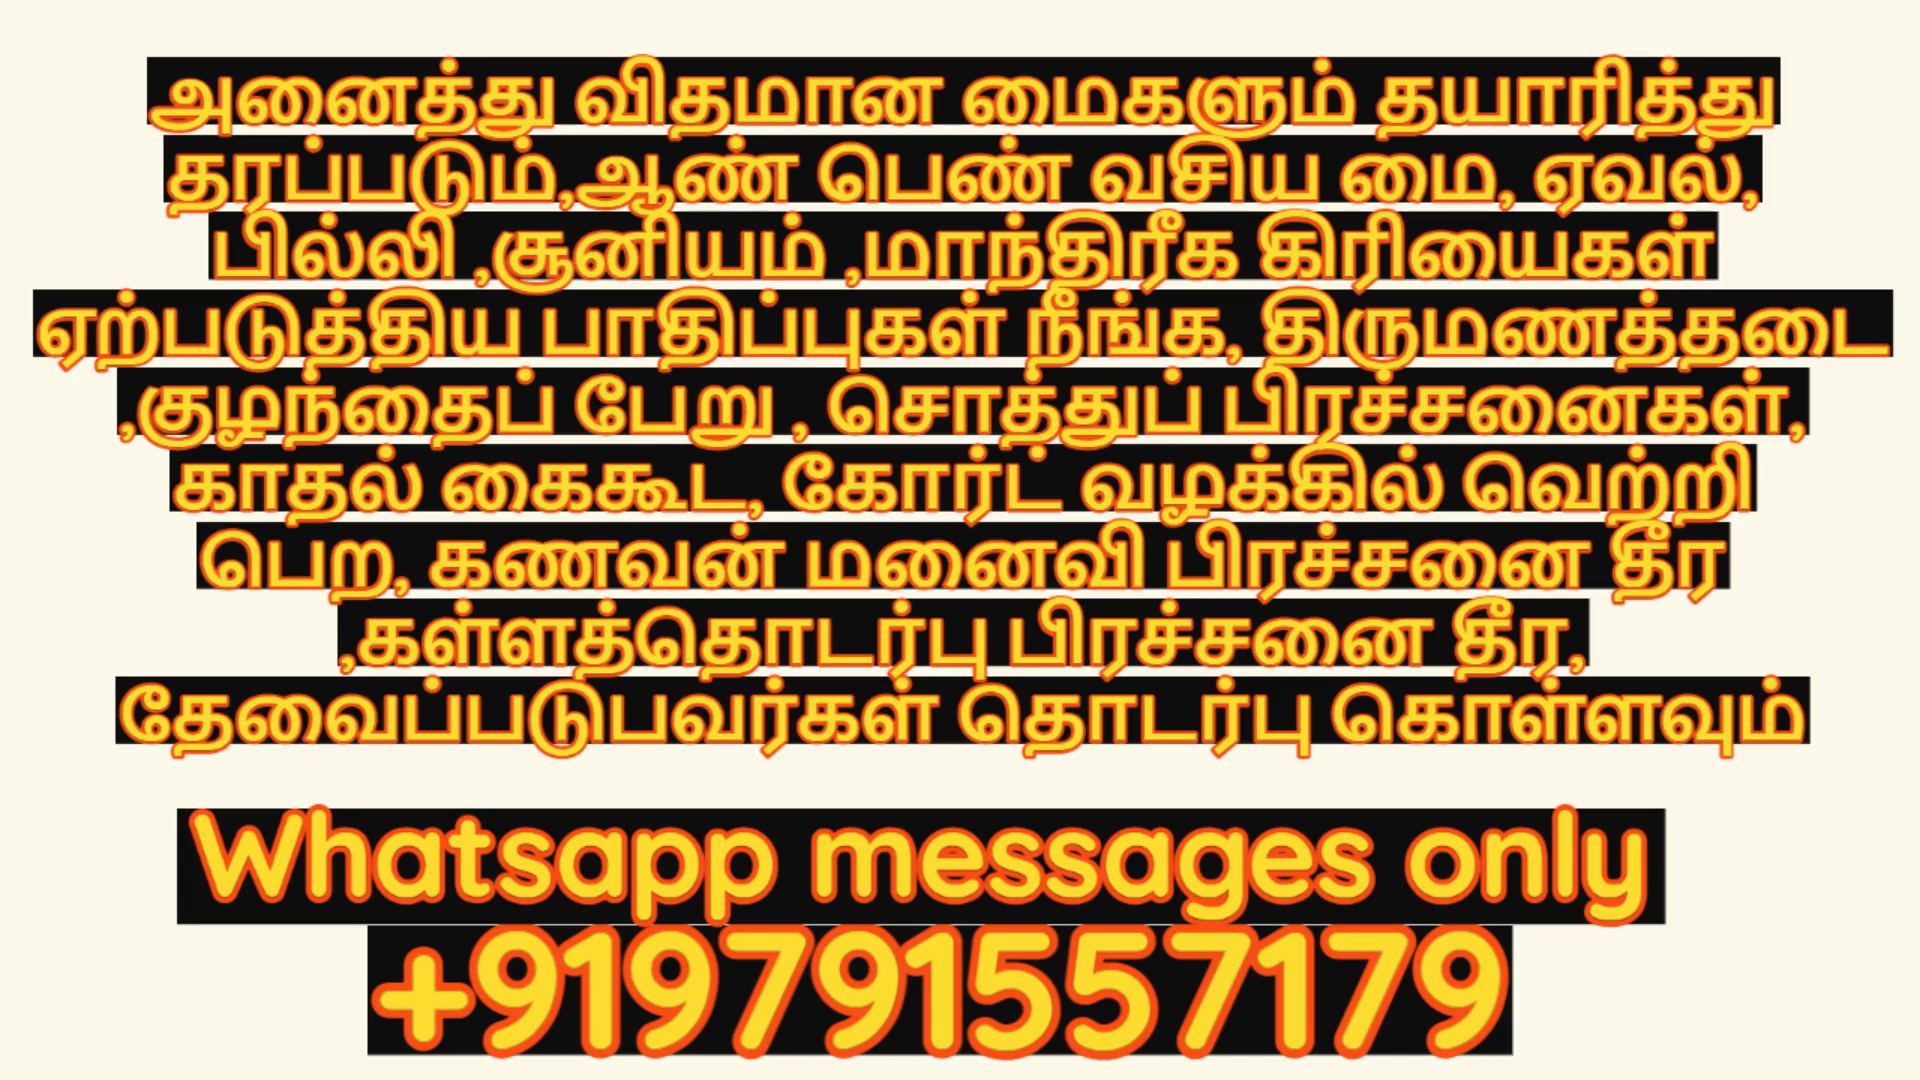 அனைத்து விதமான மைகளும் தயாரித்து
தரப்படும்,ஆண் பெண் வசிய மை, ஏவல்,
பில்லி ,சூனியம் ,மாந்திரீக கிரியைகள்
ஏற்படுத்திய பாதிப்புகள் நீங்க, திருமணத்தடை
,குழந்தைப் பேறு , சொத்துப் பிரச்சனைகள்,
காதல் கைகூட, கோர்ட் வழக்கில் வெற்றி
பெற, கணவன் மனைவி பிரச்சனை தீர
,கள்ளத்தொடர்பு பிரச்சனை தீர,
தேவைப்படுபவர்கள் தொடர்பு கொள்ளவும்
Whatsapp messages only
+919791557179